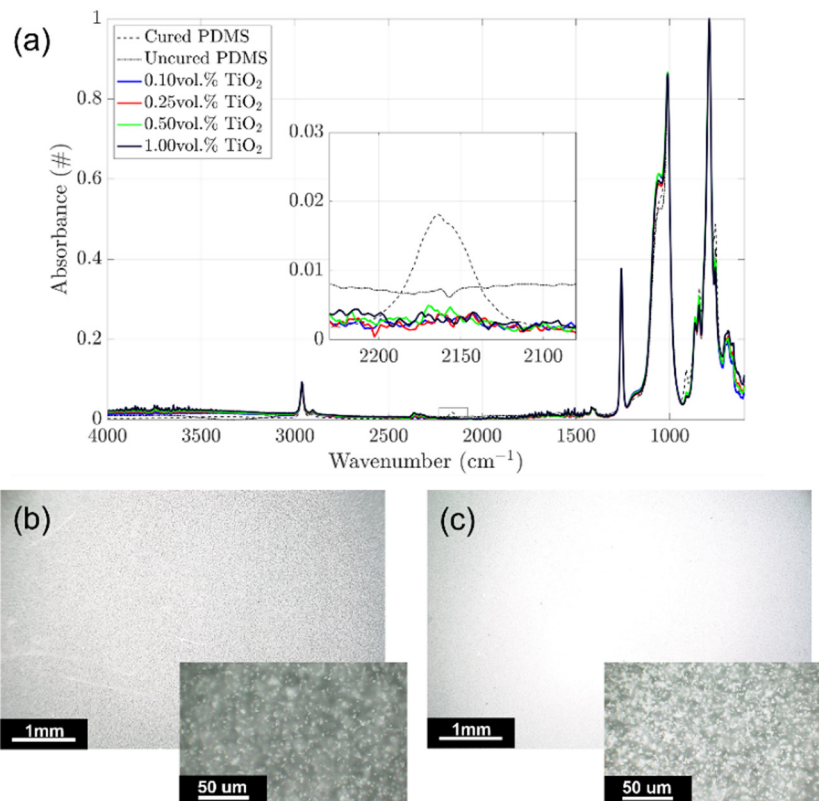 (a)
Cured PDMS
Uncured PDMS
0.10vol.% TiO2
0.25vol.% TiO2
0.50vol.% TiO2
1.00vol.% TiO2
1
0.8
0.6
0.4
0.2
0
Absorbance (#)
0.03
0.02
0.01
0
2200 2150 2100
4000 3500 3000 2500 2000 1500 1000
Wavenumber (cm−1)
(b)
1mm
50 um
(c)
1mm
50 um